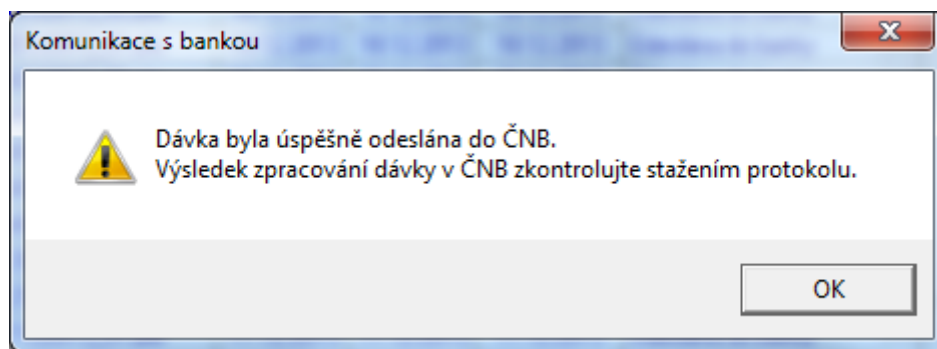 Komunikace s bankou
Dávka byla úspěšně odeslána do ČNB.
Výsledek zpracování dávky v ČNB zkontrolujte stažením protokolu.
OK